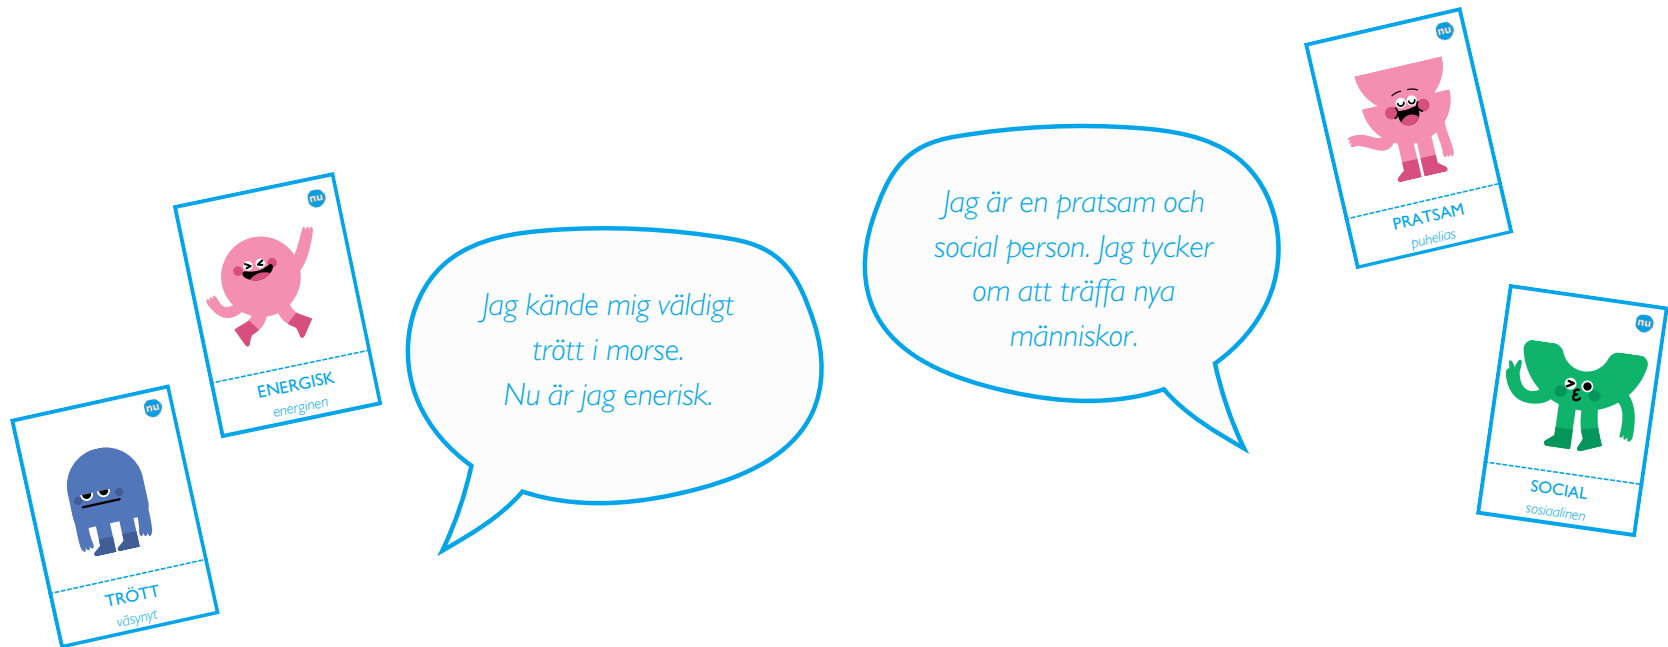 nu
ENERGISK
energinen
nu
TRÖTT
väsynyt
Jag kände mig väldigt
trött i morse.
Nu är jag enerisk.
Jag är en pratsam och
social person. Jag tycker
om att träffa nya
människor.
nu
PRATSAM
puhelias
nu
SOCIAL
sosiaalinen